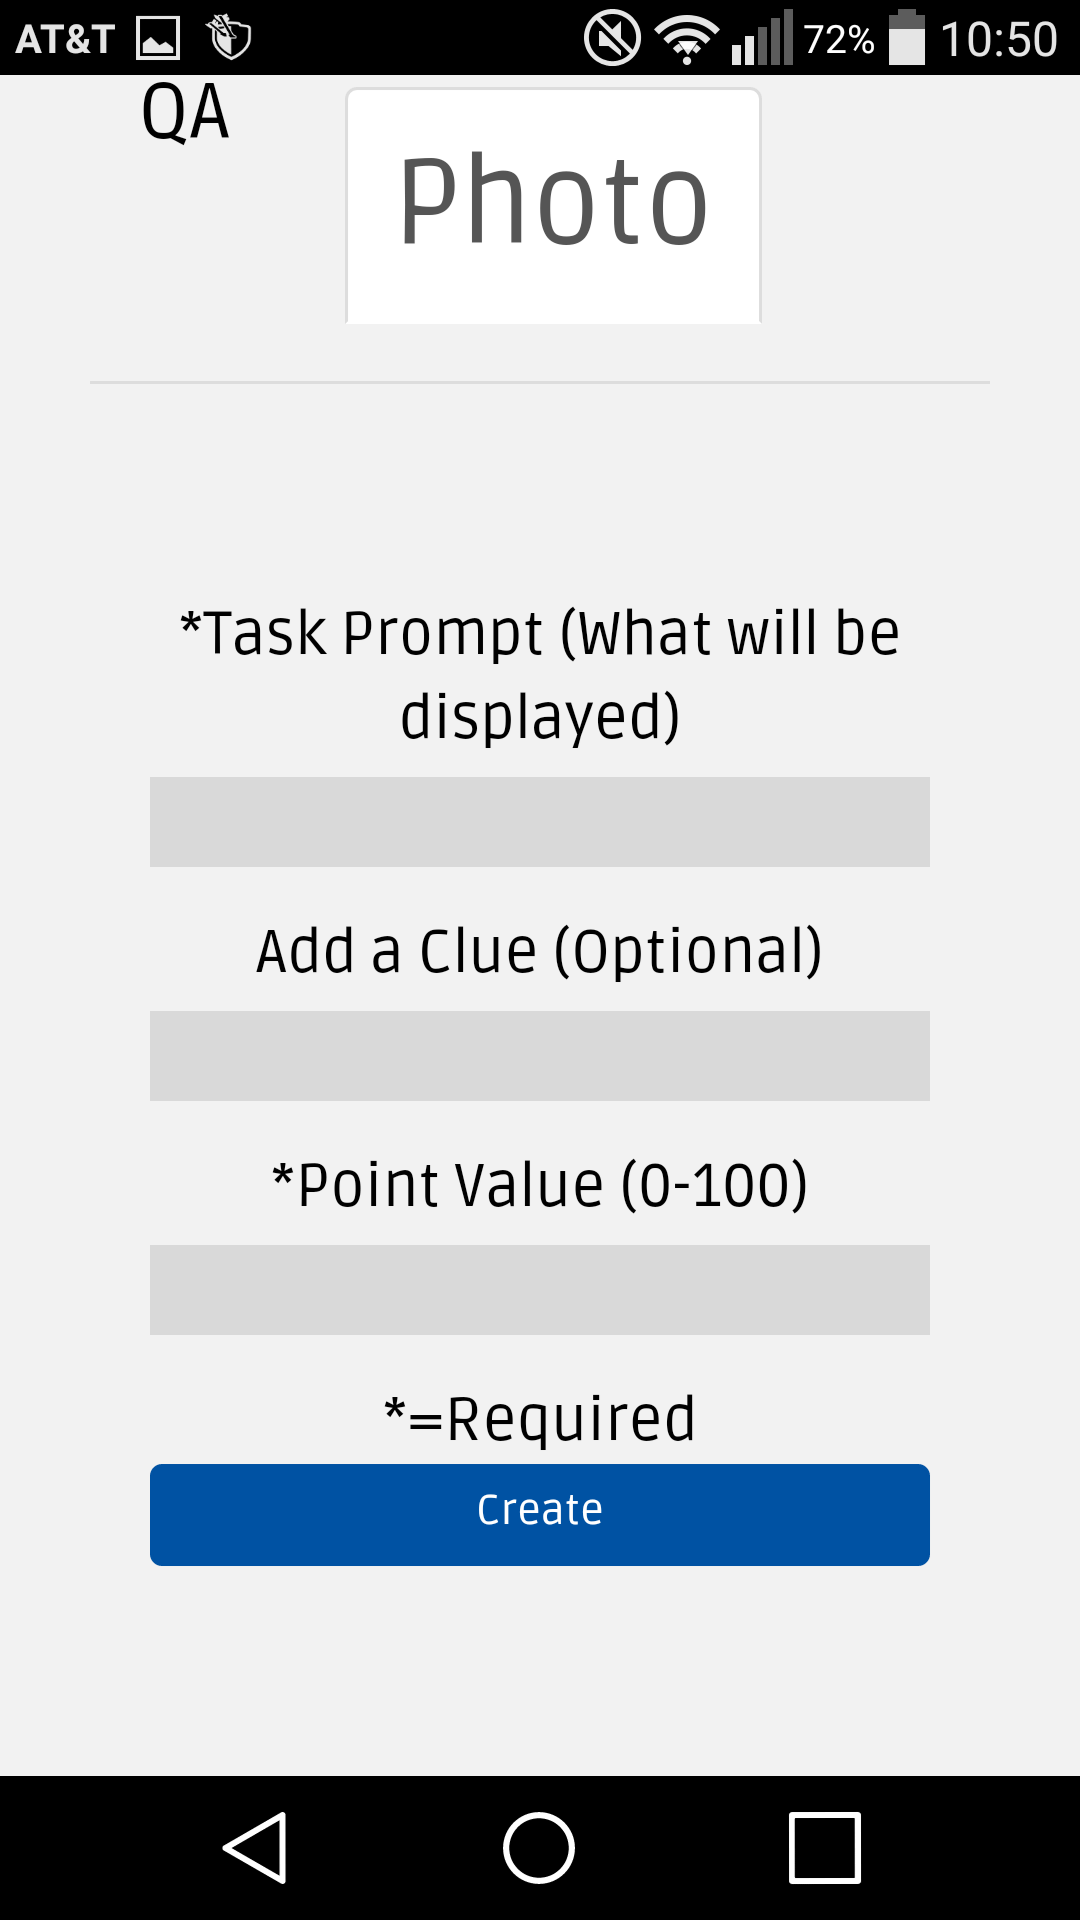 AT&T 72% 10:50
QA
Photo
*Task Prompt (What will be
displayed)
Add a Clue (Optional)
*Point Value (0-100)
*=Required
Create